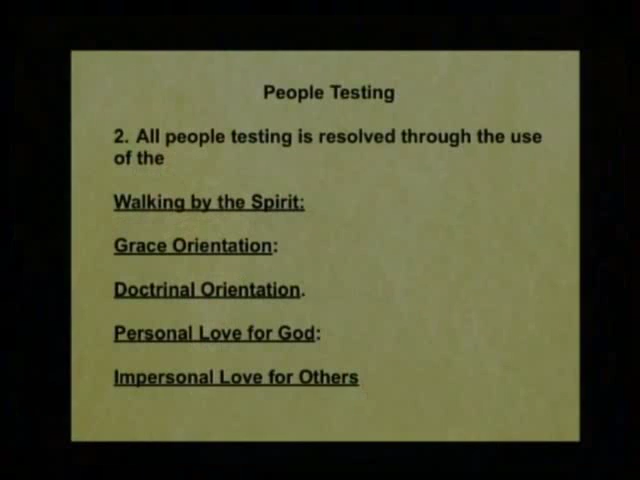 People Testing
2. All people testing is resolved through the use
of the
Walking by the Spirit:
Grace Orientation:
Doctrinal Orientation.
Personal Love for God:
Impersonal Love for Others